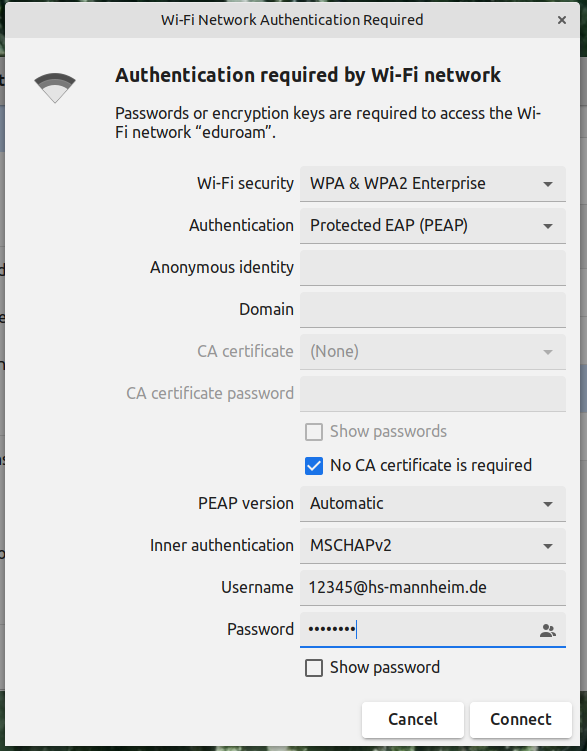 Wi-Fi Network Authentication Required
Authentication required by Wi-Fi network
Passwords or encryption keys are required to access the Wi-
Fi network “eduroam”.
Wi-Fi security WPA & WPA2 Enterprise
Authentication Protected EAP (PEAP)
Anonymous identity
Domain
CA certificate (None)
CA certificate password
Show passwords
No CA certificate is required
PEAP version Automatic
Inner authentication MSCHAPv2
Username 12345@hs-mannheim.de
Password ••••••••
Show password
Cancel Connect